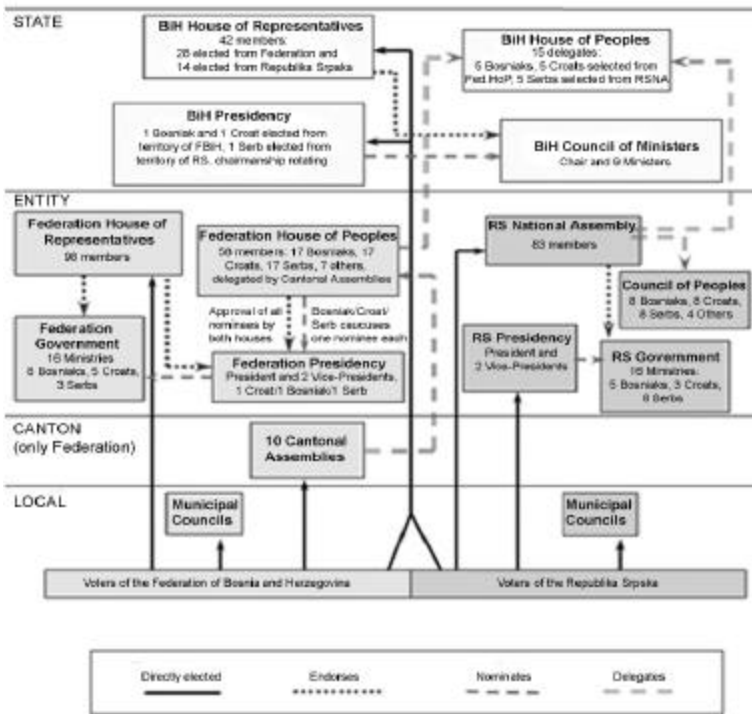 STATE
BiH House of Representatives
42 members:
28 elected from Federation and
14 elected from Republika Srpska
BiH House of Peoples
15 delegates:
5 Bosniaks, 5 Croats selected from
Fed.HoP, 5 Serbs selected from RSNA
BiH Presidency
1 Bosniak and 1 Croat elected from
territory of FBiH, 1 Serb elected from
territory of RS, chairmanship rotating
BiH Council of Ministers
Chair and 9 Ministers
ENTITY
Federation House of
Representatives
98 members
Federation House of Peoples
58 members: 17 Bosniaks, 17
Croats, 17 Serbs, 7 others,
delegated by Cantonal Assemblies
RS National Assembly
83 members
Council of Peoples
8 Bosniaks, 8 Croats,
8 Serbs, 4 Others
Approval of all
nominees by
both houses
Bosniak/Croat/
Serb caucuses
one nominee each
Federation
Government
16 Ministries
8 Bosniaks, 5 Croats,
3 Serbs
Federation Presidency
President and 2 Vice-Presidents,
1 Croat/1 Bosniak/1 Serb
RS Presidency
President and
2 Vice-Presidents
RS Government
16 Ministries:
5 Bosniaks, 3 Croats,
8 Serbs
CANTON
(only Federation)
10 Cantonal
Assemblies
LOCAL
Municipal
Councils
Municipal
Councils
Voters of the Federation of Bosnia and Herzegovina
Voters of the Republika Srpska
Directly elected
Endorses
Nominates
Delegates